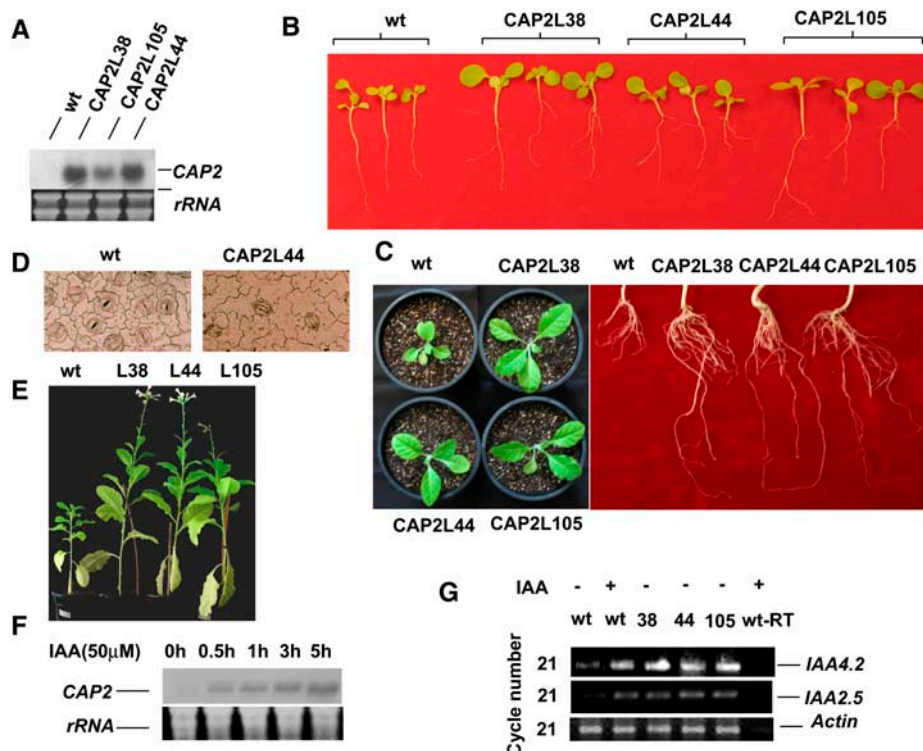 A
wt
CAP2L38
CAP2L105
CAP2L44
CAP2
rRNA
B
wt CAP2L38 CAP2L44 CAP2L105
C
wt CAP2L38
CAP2L44 CAP2L105
wt CAP2L38 CAP2L44 CAP2L105
D
wt CAP2L44
E
wt L38 L44 L105
F
IAA(50µM) 0h 0.5h 1h 3h 5h
CAP2
rRNA
G
IAA - + - - - +
wt wt 38 44 105 wt-RT
Cycle number
21 IAA4.2
21 IAA2.5
21 Actin